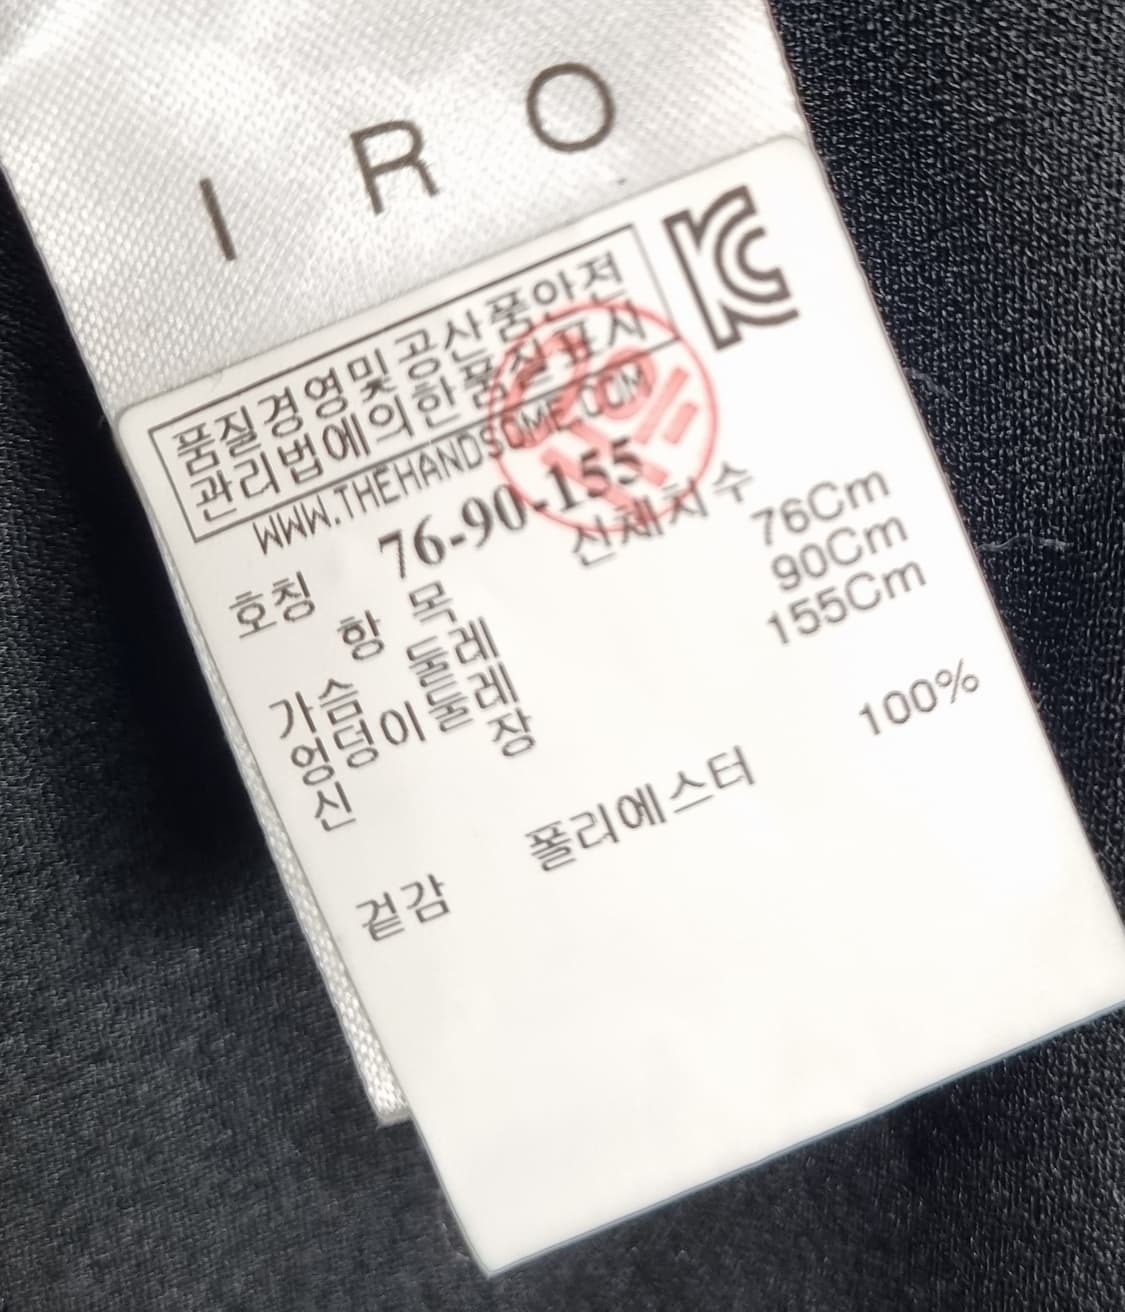 I R O
품질경영및공산품안전
관리법에의한품질표시
KC
WWW.THEHANDSOME.COM
호칭 76-90-155
항 목 신체치수
가슴둘레 76Cm
엉덩이둘레 90Cm
신 장 155Cm
겉감 폴리에스터 100%